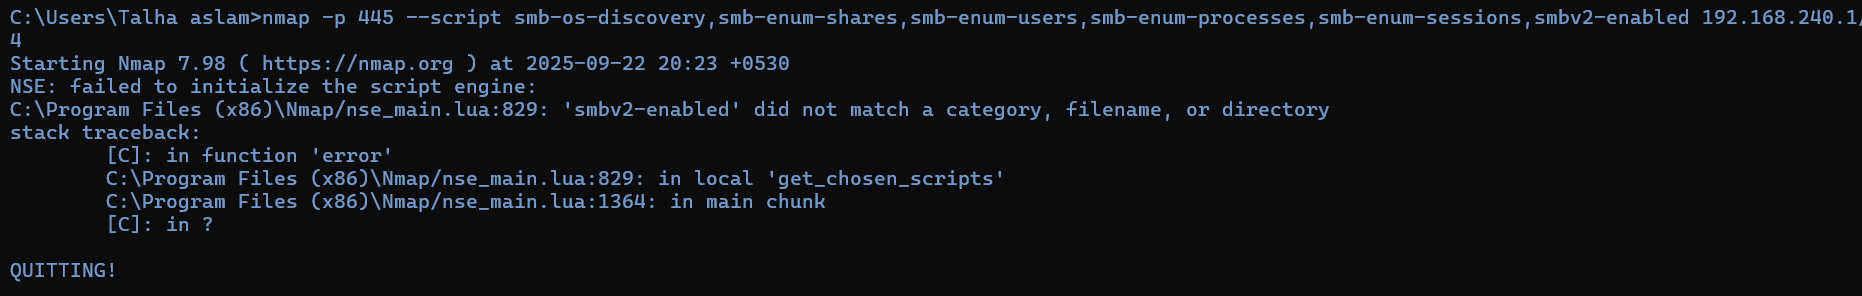 C:\Users\Talha aslam>nmap -p 445 --script smb-os-discovery,smb-enum-shares,smb-enum-users,smb-enum-processes,smb-enum-sessions,smbv2-enabled 192.168.240.1/
4
Starting Nmap 7.98 ( https://nmap.org ) at 2025-09-22 20:23 +0530
NSE: failed to initialize the script engine:
C:\Program Files (x86)\Nmap/nse_main.lua:829: 'smbv2-enabled' did not match a category, filename, or directory
stack traceback:
        [C]: in function 'error'
        C:\Program Files (x86)\Nmap/nse_main.lua:829: in local 'get_chosen_scripts'
        C:\Program Files (x86)\Nmap/nse_main.lua:1364: in main chunk
        [C]: in ?
QUITTING!